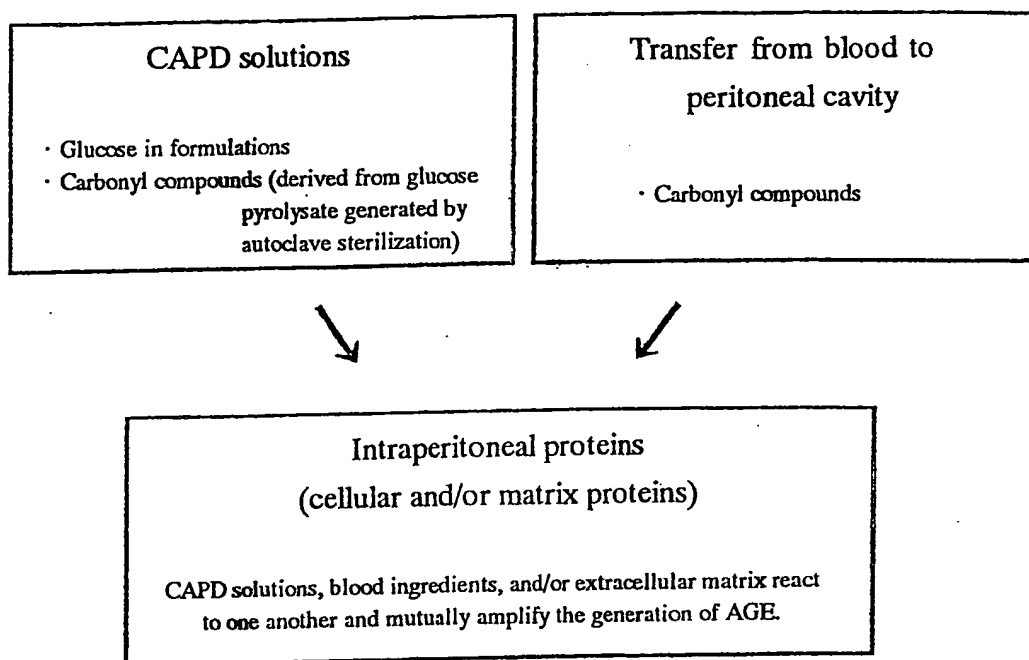 CAPD solutions
· Glucose in formulations
· Carbonyl compounds (derived from glucose
pyrolysate generated by
autoclave sterilization)
Transfer from blood to
peritoneal cavity
· Carbonyl compounds
Intraperitoneal proteins
(cellular and/or matrix proteins)
CAPD solutions, blood ingredients, and/or extracellular matrix react
to one another and mutually amplify the generation of AGE.